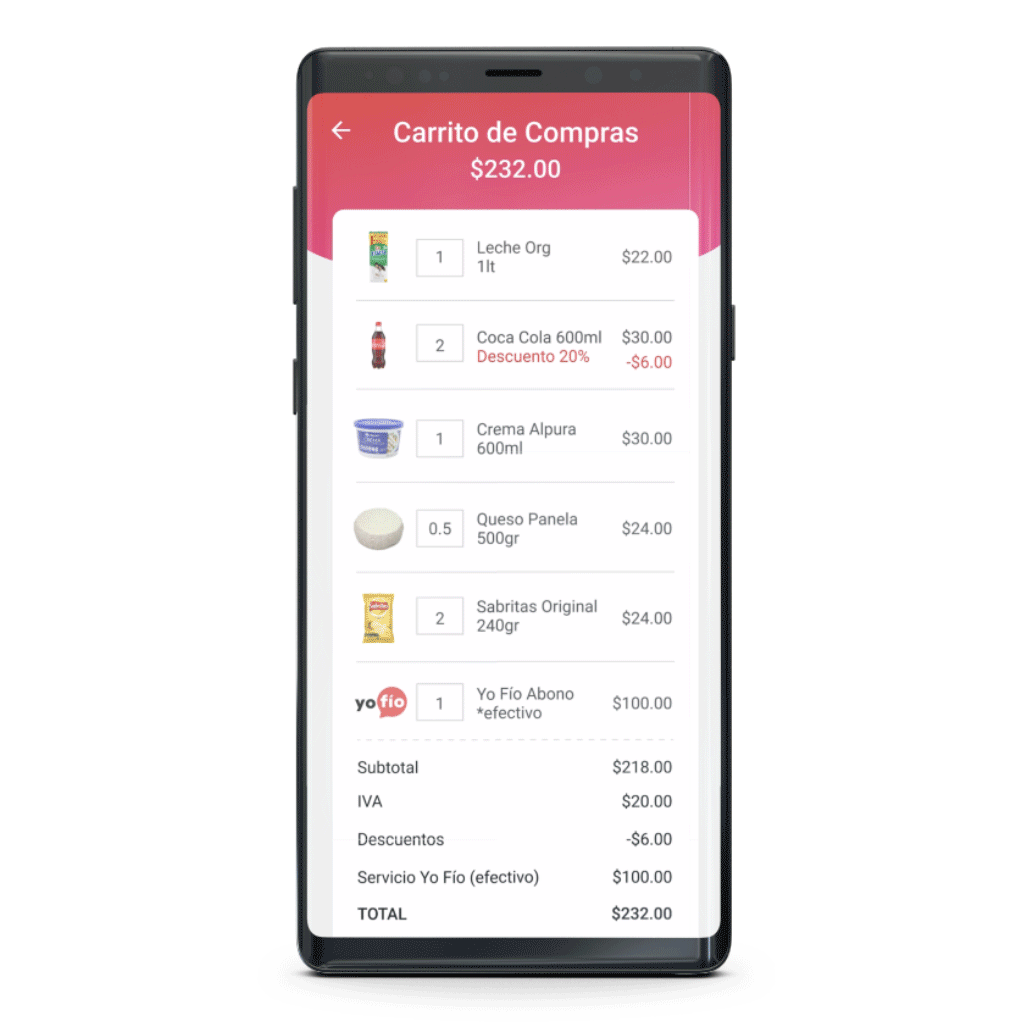 Carrito de Compras
$232.00
1 Leche Org $22.00
1lt
2 Coca Cola 600ml $30.00
Descuento 20% -$6.00
1 Crema Alpura $30.00
600ml
0.5 Queso Panela $24.00
500gr
Sabritas
2 Sabritas Original $24.00
240gr
yo fío 1 Yo Fío Abono $100.00
*efectivo
Subtotal $218.00
IVA $20.00
Descuentos -$6.00
Servicio Yo Fío (efectivo) $100.00
TOTAL $232.00